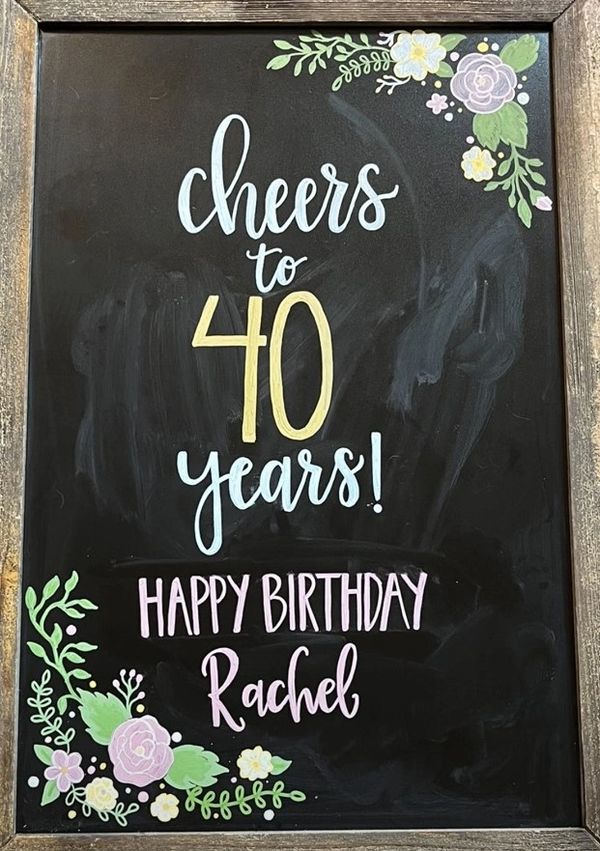 cheers
to
40
years!
HAPPY BIRTHDAY
Rachel